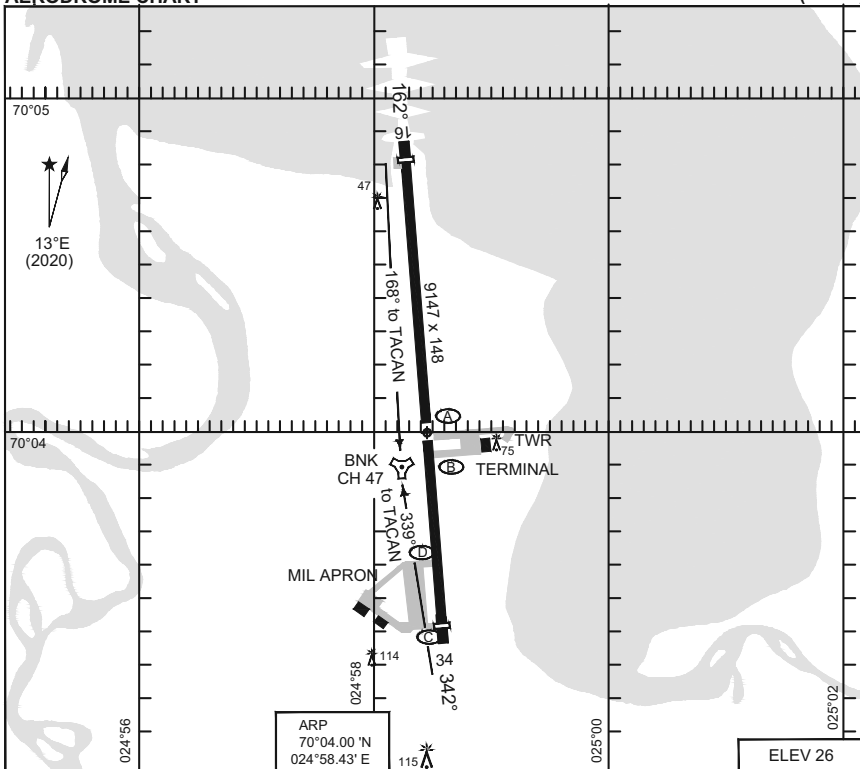 AERODROME CHART
70°05
162°
16
47
13°E
(2020)
168° to TACAN
9147 x 148
A
70°04
TWR
75
BNK
CH 47
B
TERMINAL
339°
to TACAN
D
MIL APRON
C
114
34
342°
024°58
024°56
025°00
025°02
ARP
70°04.00 'N
024°58.43' E
115
ELEV 26